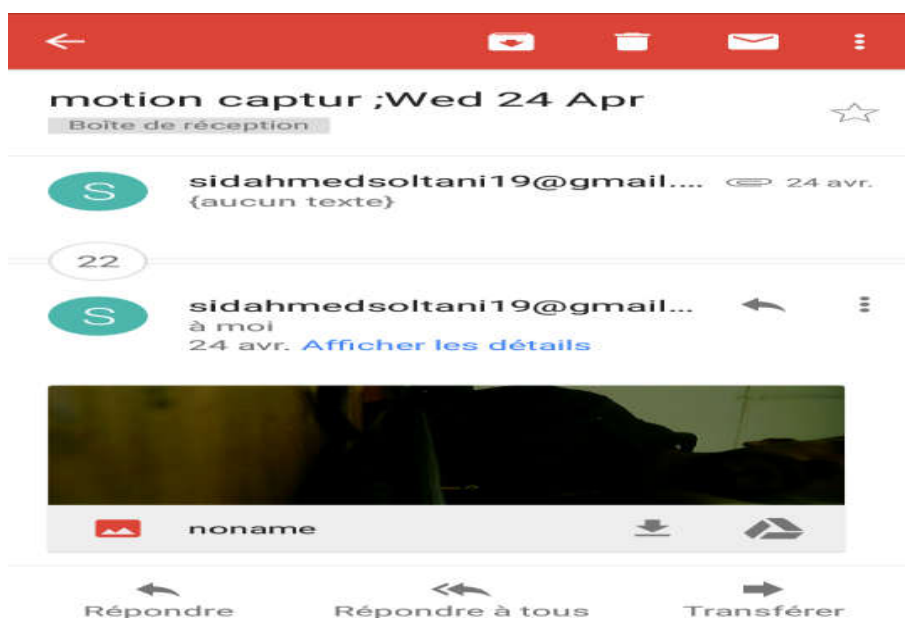 motion captur ;Wed 24 Apr
Boîte de réception
sidahmedsoltani19@gmail.... 24 avr.
S
{aucun texte}
22
sidahmedsoltani19@gmail...
S
à moi
24 avr. Afficher les détails
noname
Répondre Répondre à tous Transférer